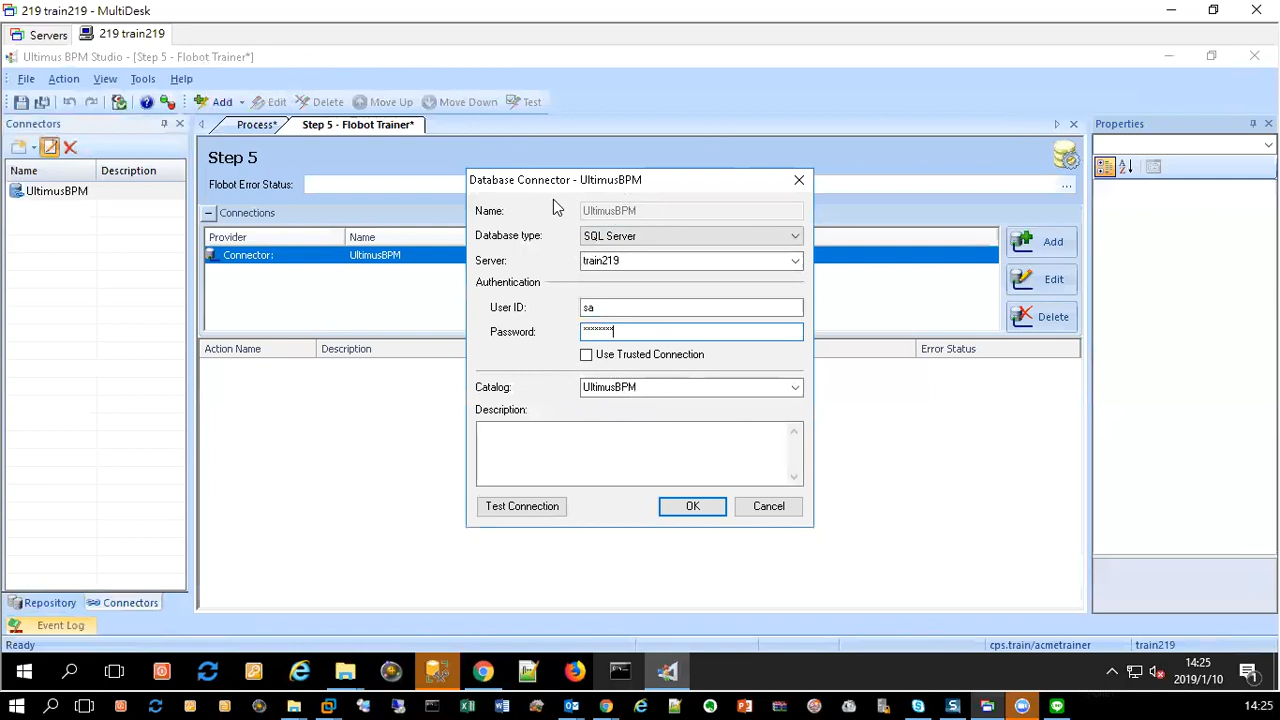 219 train219 - MultiDesk
Servers 219 train219
Ultimus BPM Studio - [Step 5 - Flobot Trainer*]
File Action View Tools Help
Add Edit Delete Move Up Move Down Test
Connectors
Process* Step 5 - Flobot Trainer*
Properties
Name Description
UltimusBPM
Step 5
Flobot Error Status:
...
Connections
Provider Name
Connector: UltimusBPM
Add
Edit
Delete
Action Name Description Error Status
Database Connector - UltimusBPM
Name: UltimusBPM
Database type: SQL Server
Server: train219
Authentication
User ID: sa
Password: ********
Use Trusted Connection
Catalog: UltimusBPM
Description:
Test Connection OK Cancel
Repository Connectors
Event Log
Ready cps.train/acmetrainer train219
14:25
2019/1/10
1
14:25